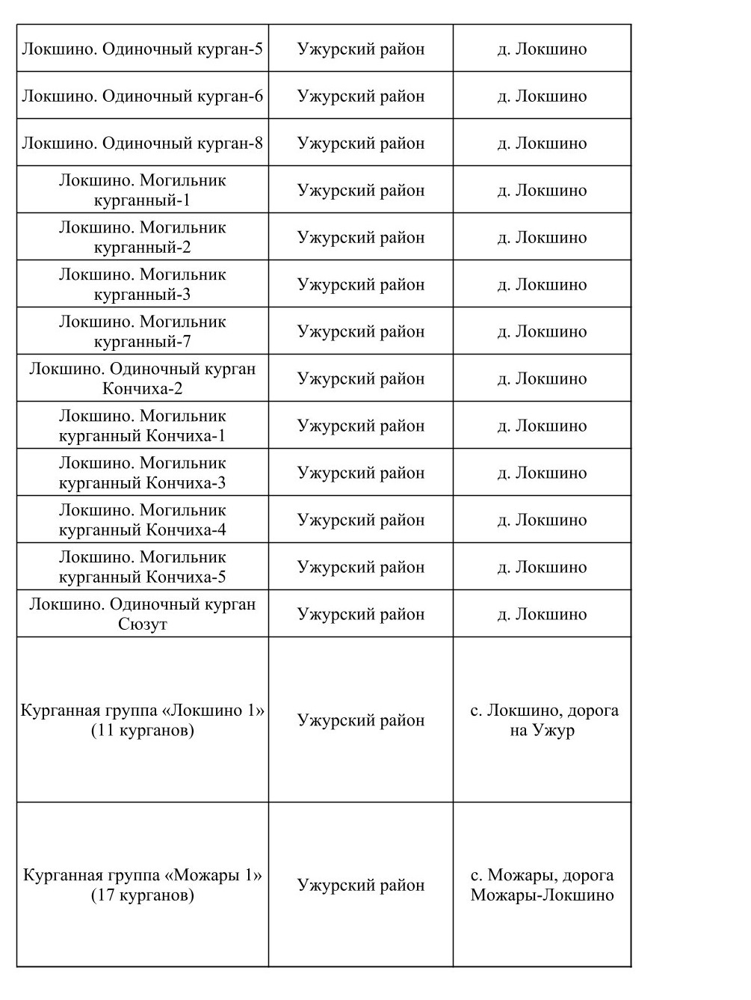 Локшино. Одиночный курган-5 Ужурский район д. Локшино
Локшино. Одиночный курган-6 Ужурский район д. Локшино
Локшино. Одиночный курган-8 Ужурский район д. Локшино
Локшино. Могильник
курганный-1 Ужурский район д. Локшино
Локшино. Могильник
курганный-2 Ужурский район д. Локшино
Локшино. Могильник
курганный-3 Ужурский район д. Локшино
Локшино. Могильник
курганный-7 Ужурский район д. Локшино
Локшино. Одиночный курган
Кончиха-2 Ужурский район д. Локшино
Локшино. Могильник
курганный Кончиха-1 Ужурский район д. Локшино
Локшино. Могильник
курганный Кончиха-3 Ужурский район д. Локшино
Локшино. Могильник
курганный Кончиха-4 Ужурский район д. Локшино
Локшино. Могильник
курганный Кончиха-5 Ужурский район д. Локшино
Локшино. Одиночный курган
Сюзут Ужурский район д. Локшино
Курганная группа «Локшино 1»
(11 курганов)
Ужурский район
с. Локшино, дорога
на Ужур
Курганная группа «Можары 1»
(17 курганов)
Ужурский район
с. Можары, дорога
Можары-Локшино